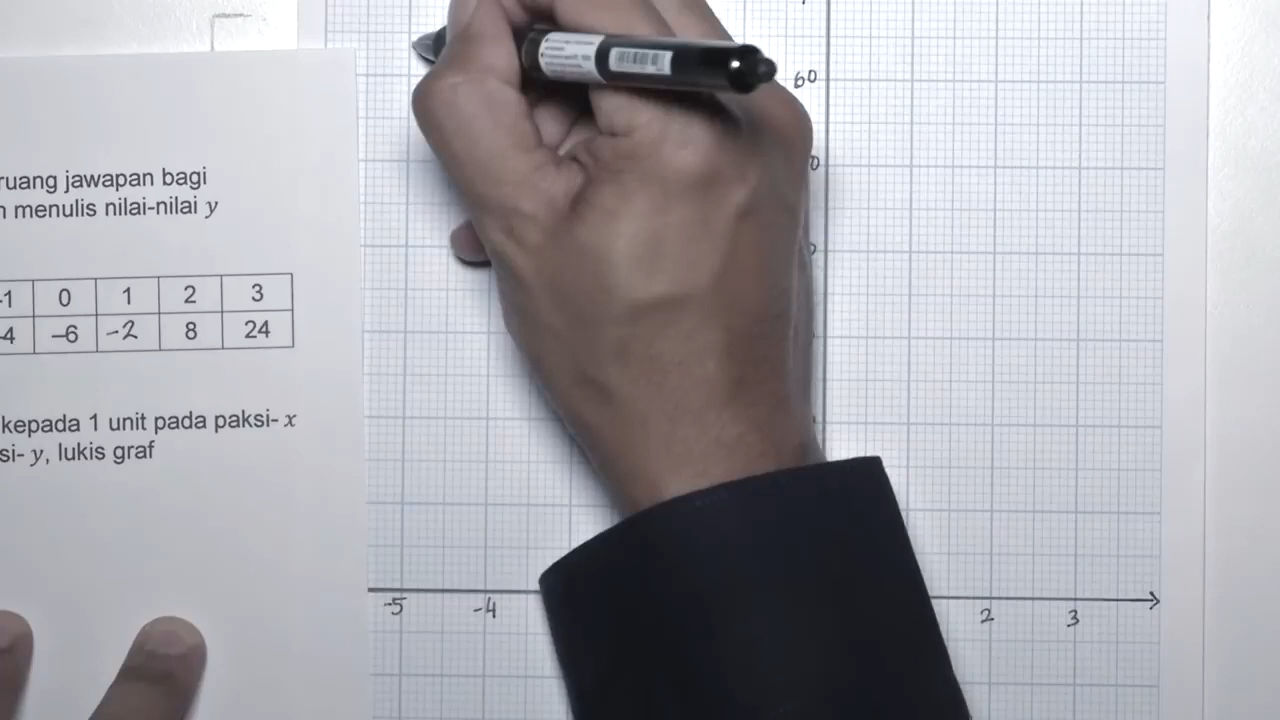 ruang jawapan bagi
menulis nilai-nilai y
-1 0 1 2 3
-4 -6 -2 8 24
kepada 1 unit pada paksi- x
si- y, lukis graf
60
-5 -4 2 3